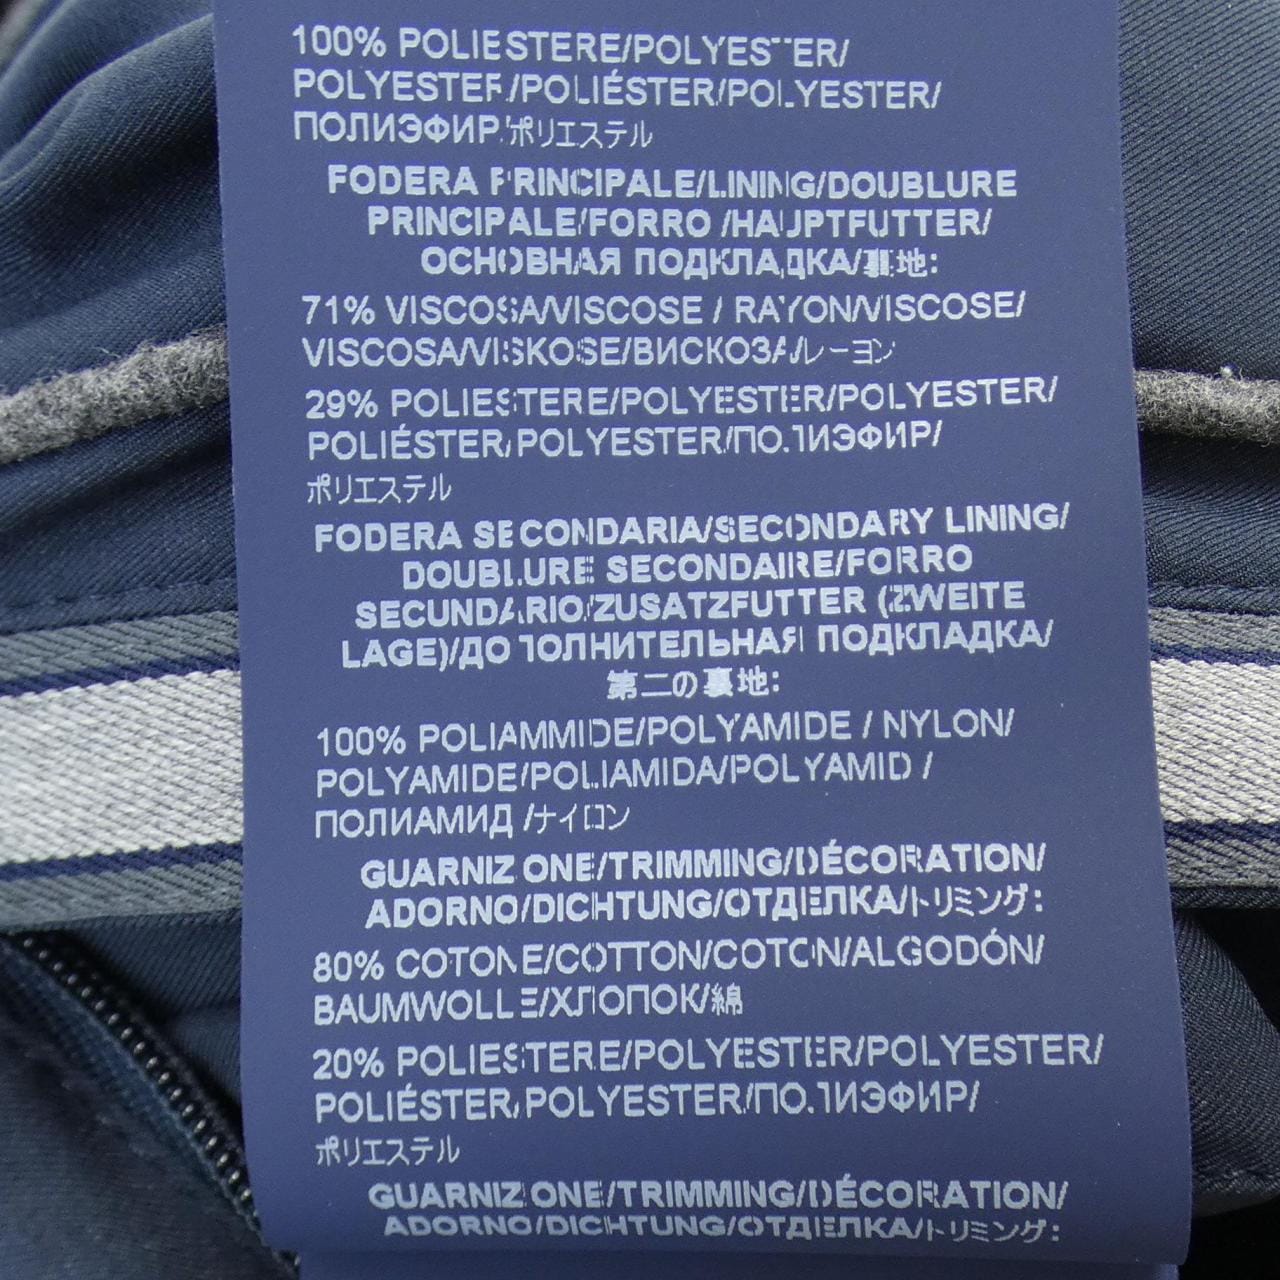 100% POLIESTERE/POLYESTER/
POLYESTER/POLIÉSTER/POLYESTER/
ПОЛИЭФИР/ポリエステル
FODERA PRINCIPALE/LINING/DOUBLURE
PRINCIPALE/FORRO /HAUPTFUTTER/
ОСНОВНАЯ ПОДКЛАДКА/裏地:
71% VISCOSA/VISCOSE / RAYON/VISCOSE/
VISCOSA/VISKOSE/ВИСКОЗА/レーヨン
29% POLIESTERE/POLYESTER/POLYESTER/
POLIÉSTER/POLYESTER/ПОЛИЭФИР/
ポリエステル
FODERA SECONDARIA/SECONDARY LINING/
DOUBLURE SECONDAIRE/FORRO
SECUNDARIO/ZUSATZFUTTER (ZWEITE
LAGE)/ДОПОЛНИТЕЛЬНАЯ ПОДКЛАДКА/
第二の裏地:
100% POLIAMMIDE/POLYAMIDE / NYLON/
POLYAMIDE/POLIAMIDA/POLYAMID /
ПОЛИАМИД /ナイロン
GUARNIZIONE/TRIMMING/DÉCORATION/
ADORNO/DICHTUNG/ОТДЕЛКА/トリミング:
80% COTONE/COTTON/COTON/ALGODÓN/
BAUMWOLLE/ХЛОПОК/綿
20% POLIESTERE/POLYESTER/POLYESTER/
POLIÉSTER/POLYESTER/ПОЛИЭФИР/
ポリエステル
GUARNIZIONE/TRIMMING/DÉCORATION/
ADORNO/DICHTUNG/ОТДЕЛКА/トリミング: